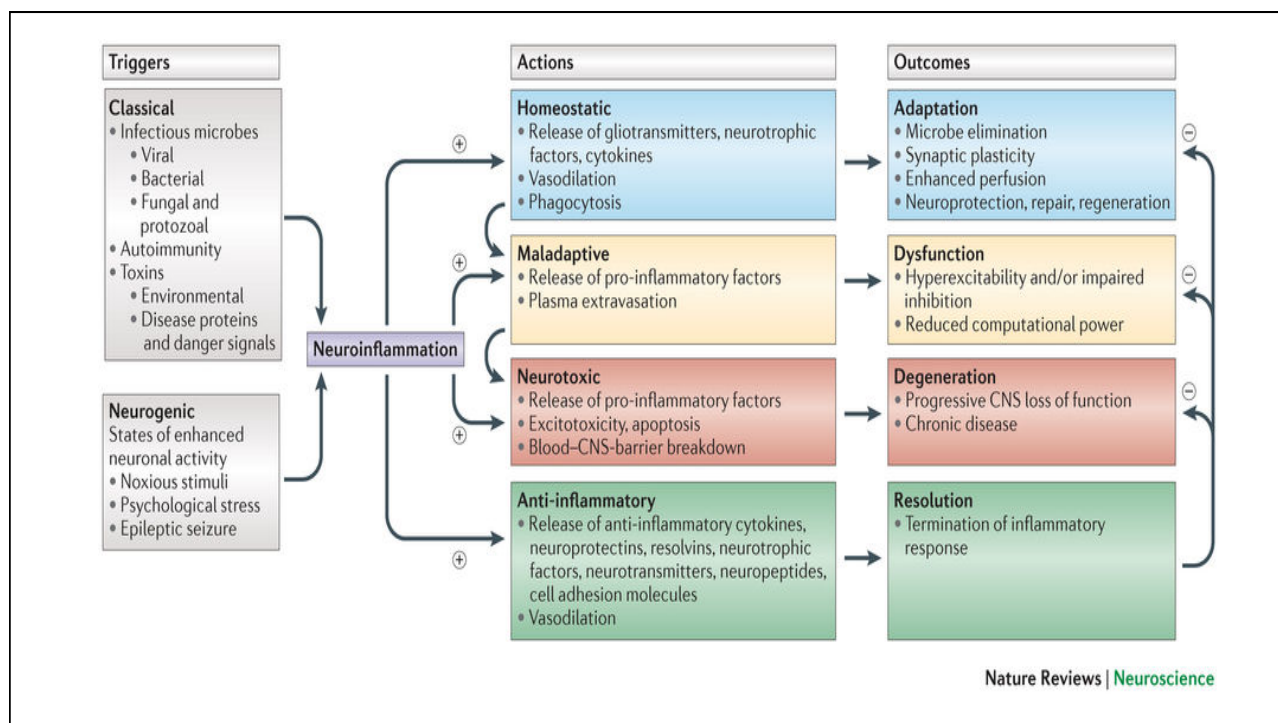 Triggers
Classical
• Infectious microbes
• Viral
• Bacterial
• Fungal and
protozoal
• Autoimmunity
• Toxins
• Environmental
• Disease proteins
and danger signals
Neurogenic
States of enhanced
neuronal activity
• Noxious stimuli
• Psychological stress
• Epileptic seizure
Neuroinflammation
+
+
+
+
Actions
Homeostatic
• Release of gliotransmitters, neurotrophic
factors, cytokines
• Vasodilation
• Phagocytosis
Maladaptive
• Release of pro-inflammatory factors
• Plasma extravasation
Neurotoxic
• Release of pro-inflammatory factors
• Excitotoxicity, apoptosis
• Blood–CNS-barrier breakdown
Anti-inflammatory
• Release of anti-inflammatory cytokines,
neuroprotectins, resolvins, neurotrophic
factors, neurotransmitters, neuropeptides,
cell adhesion molecules
• Vasodilation
Outcomes
Adaptation
• Microbe elimination
• Synaptic plasticity
• Enhanced perfusion
• Neuroprotection, repair, regeneration
Dysfunction
• Hyperexcitability and/or impaired
inhibition
• Reduced computational power
Degeneration
• Progressive CNS loss of function
• Chronic disease
Resolution
• Termination of inflammatory
response
−
−
−
Nature Reviews | Neuroscience